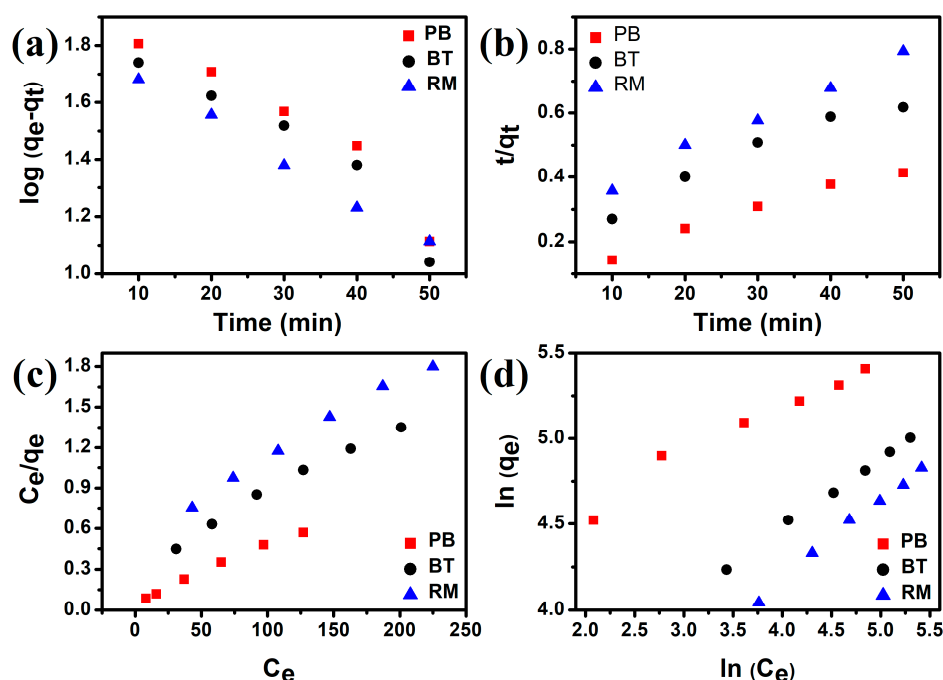 (a)
PB
BT
RM
log (qe-qt)
1.8
1.6
1.4
1.2
1.0
10 20 30 40 50
Time (min)
(b)
PB
BT
RM
t/qt
0.8
0.6
0.4
0.2
10 20 30 40 50
Time (min)
(c)
Ce/qe
1.8
1.5
1.2
0.9
0.6
0.3
0.0
PB
BT
RM
0 50 100 150 200 250
Ce
(d)
ln (qe)
5.5
5.0
4.5
4.0
PB
BT
RM
2.0 2.5 3.0 3.5 4.0 4.5 5.0 5.5
ln (Ce)